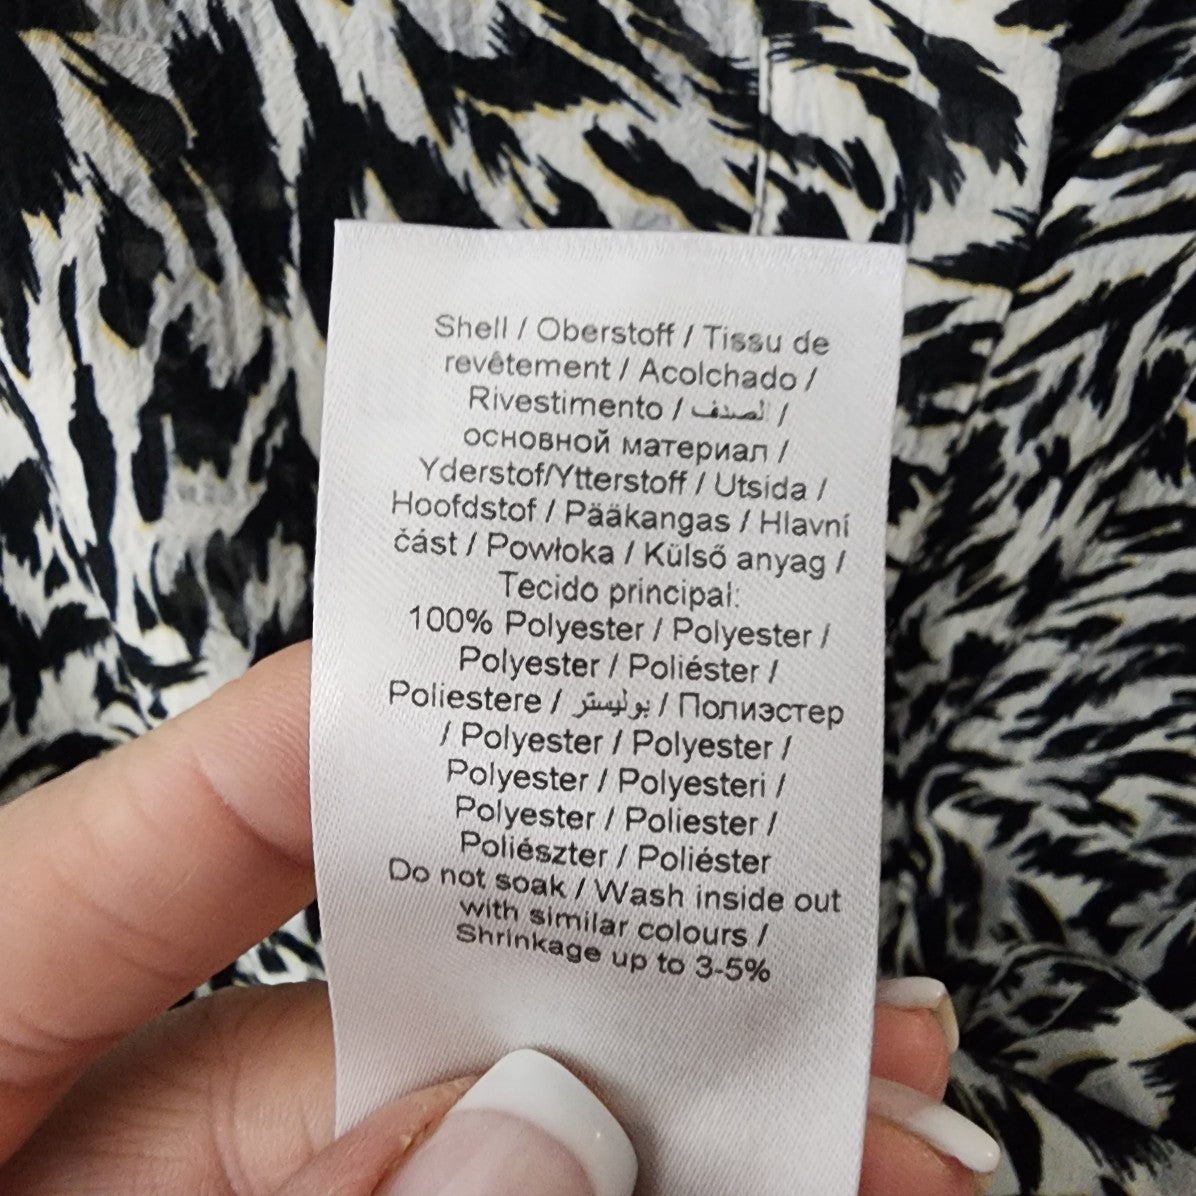 Shell / Oberstoff / Tissu de
revêtement / Acolchado /
Rivestimento / الصدف /
основной материал /
Yderstof/Ytterstoff / Utsida /
Hoofdstof / Pääkangas / Hlavní
část / Powłoka / Külső anyag /
Tecido principal:
100% Polyester / Polyester /
Polyester / Poliéster /
Poliestere / بوليستر / Полиэстер
/ Polyester / Polyester /
Polyester / Polyesteri /
Polyester / Poliester /
Poliészter / Poliéster
Do not soak / Wash inside out
with similar colours /
Shrinkage up to 3-5%